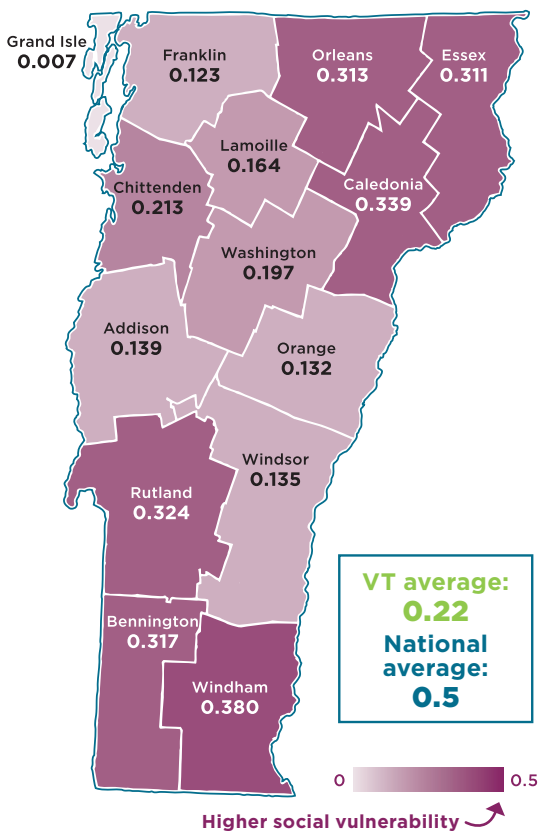 Grand Isle
0.007
Franklin
0.123
Orleans
0.313
Essex
0.311
Lamoille
0.164
Chittenden
0.213
Caledonia
0.339
Washington
0.197
Addison
0.139
Orange
0.132
Windsor
0.135
Rutland
0.324
Bennington
0.317
Windham
0.380
VT average:
0.22
National
average:
0.5
0
0.5
Higher social vulnerability